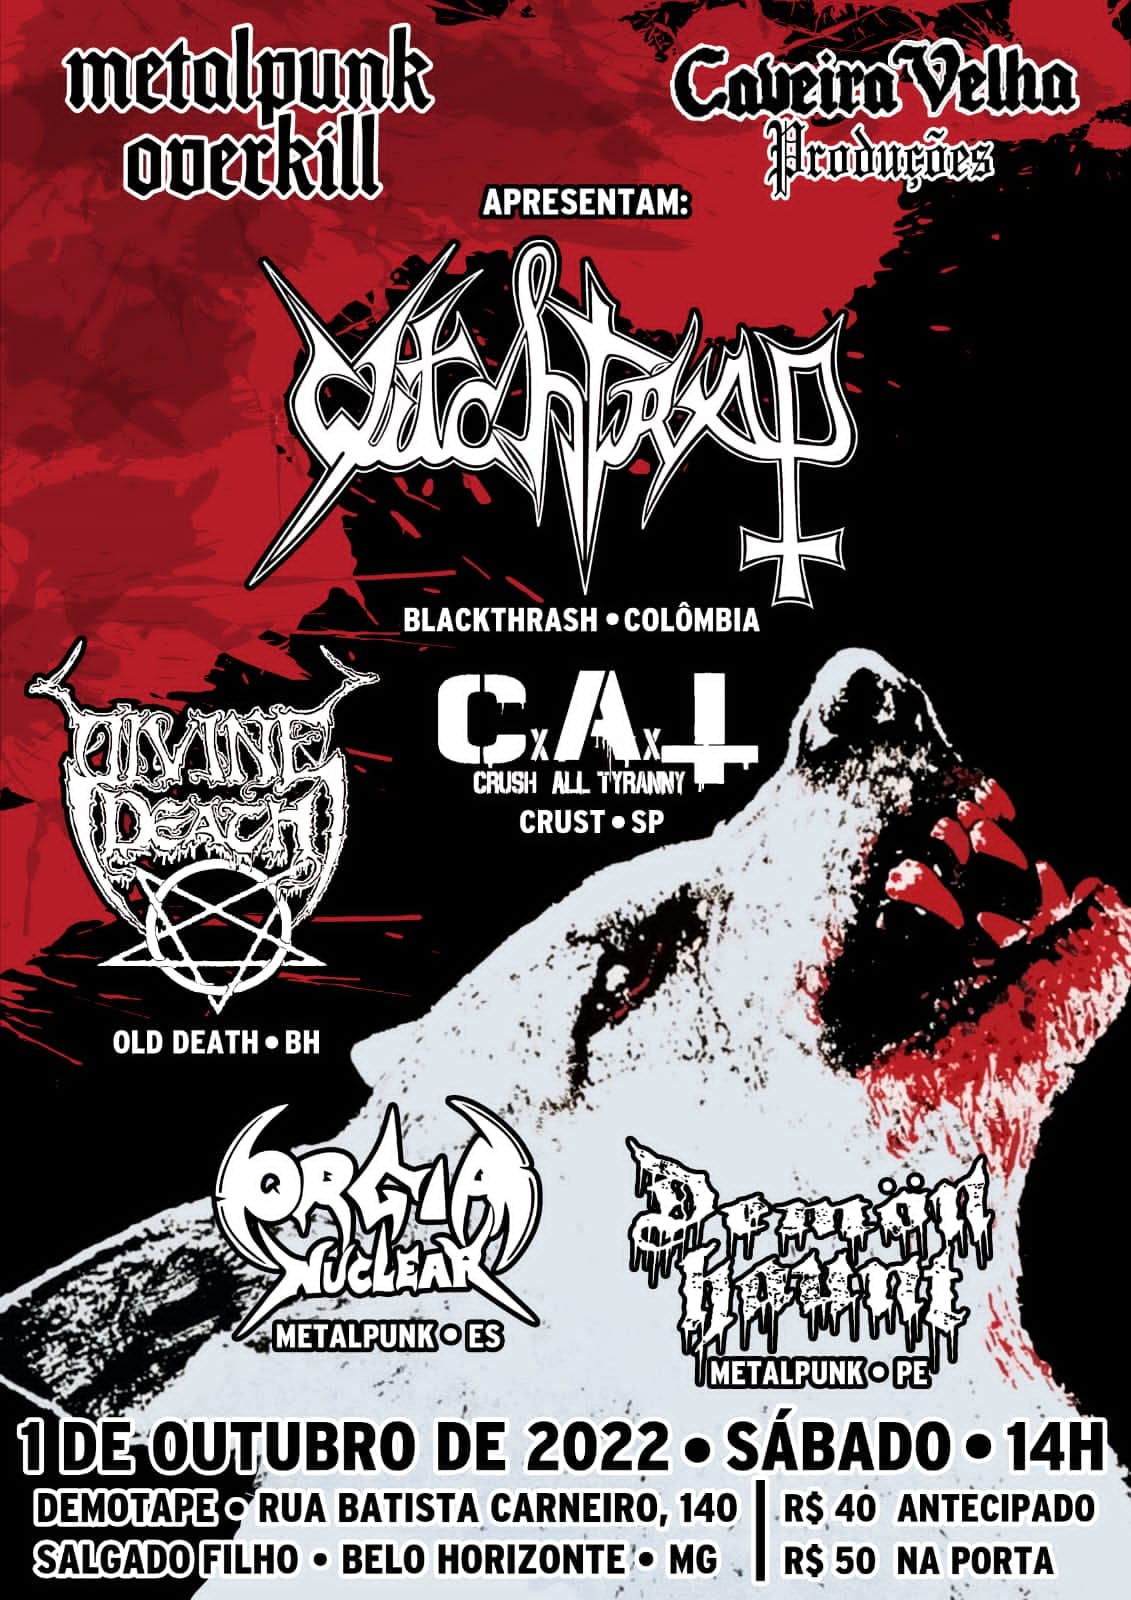 metalpunk
overkill
Caveira Velha
Produções
APRESENTAM:
Witchtrap
BLACKTHRASH • COLÔMBIA
DIVINE
DEATH
OLD DEATH • BH
C.x.A.x.T
CRUSH ALL TYRANNY
CRUST • SP
ORGIA
NUCLEAR
METALPUNK • ES
Demön
haunt
METALPUNK • PE
1 DE OUTUBRO DE 2022 • SÁBADO • 14H
DEMOTAPE • RUA BATISTA CARNEIRO, 140
SALGADO FILHO • BELO HORIZONTE • MG
R$ 40 ANTECIPADO
R$ 50 NA PORTA